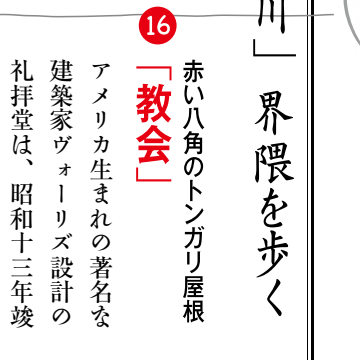 川」界隈を歩く
16
赤い八角のトンガリ屋根
「教会」
アメリカ生まれの著名な
建築家ヴォーリズ設計の
礼拝堂は、昭和十三年竣